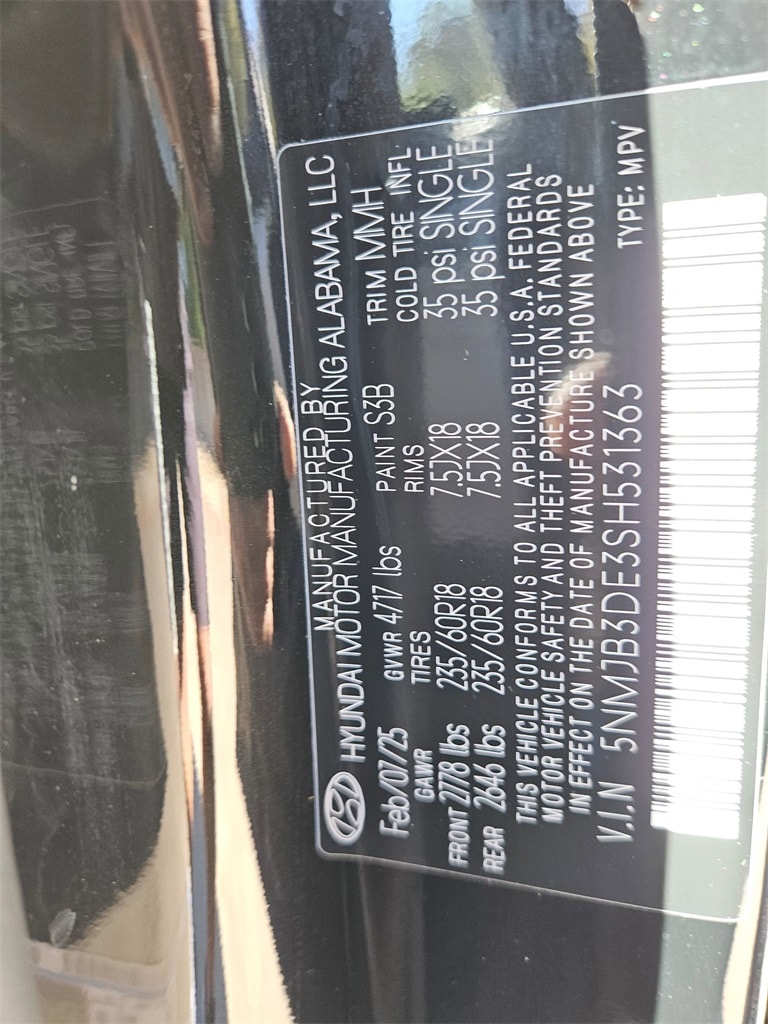 MANUFACTURED BY
HYUNDAI MOTOR MANUFACTURING ALABAMA, LLC
Feb/07/25 GVWR 4717 lbs PAINT S3B TRIM MMH
GAWR TIRES RIMS COLD TIRE INFL
FRONT 2778 lbs 235/60R18 7.5JX18 35 psi SINGLE
REAR 2646 lbs 235/60R18 7.5JX18 35 psi SINGLE
THIS VEHICLE CONFORMS TO ALL APPLICABLE U.S.A. FEDERAL
MOTOR VEHICLE SAFETY AND THEFT PREVENTION STANDARDS
IN EFFECT ON THE DATE OF MANUFACTURE SHOWN ABOVE
V.I.N 5NMJB3DE3SH531363 TYPE: MPV